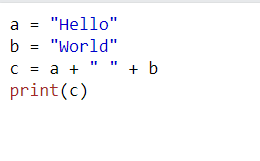 a = "Hello"
b = "World"
c = a + " " + b
print(c)